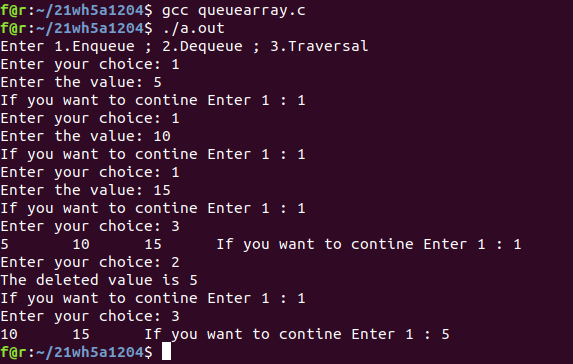 f@r:~/21wh5a1204$ gcc queuearray.c
f@r:~/21wh5a1204$ ./a.out
Enter 1.Enqueue ; 2.Dequeue ; 3.Traversal
Enter your choice: 1
Enter the value: 5
If you want to contine Enter 1 : 1
Enter your choice: 1
Enter the value: 10
If you want to contine Enter 1 : 1
Enter your choice: 1
Enter the value: 15
If you want to contine Enter 1 : 1
Enter your choice: 3
5       10      15      If you want to contine Enter 1 : 1
Enter your choice: 2
The deleted value is 5
If you want to contine Enter 1 : 1
Enter your choice: 3
10      15      If you want to contine Enter 1 : 5
f@r:~/21wh5a1204$